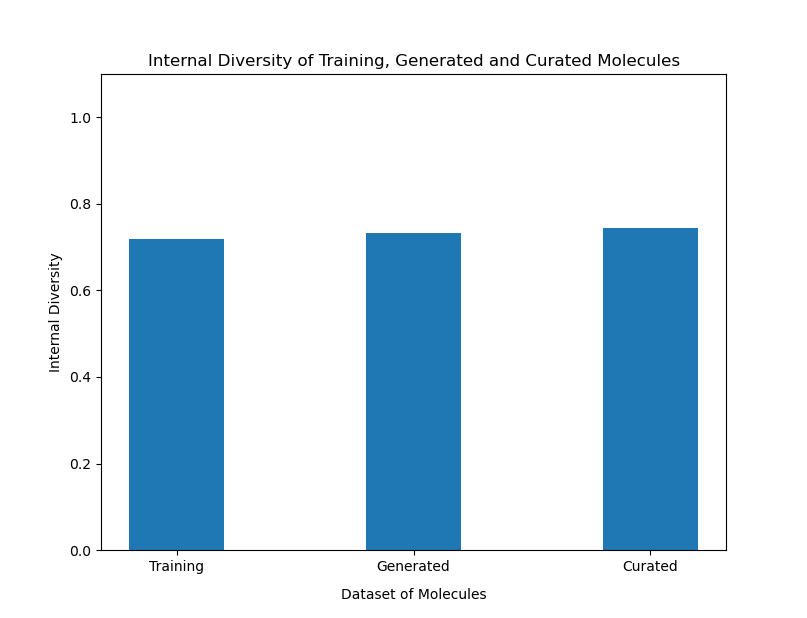 Internal Diversity of Training, Generated and Curated Molecules
1.0
0.8
0.6
0.4
0.2
0.0
Internal Diversity
Training
Generated
Curated
Dataset of Molecules